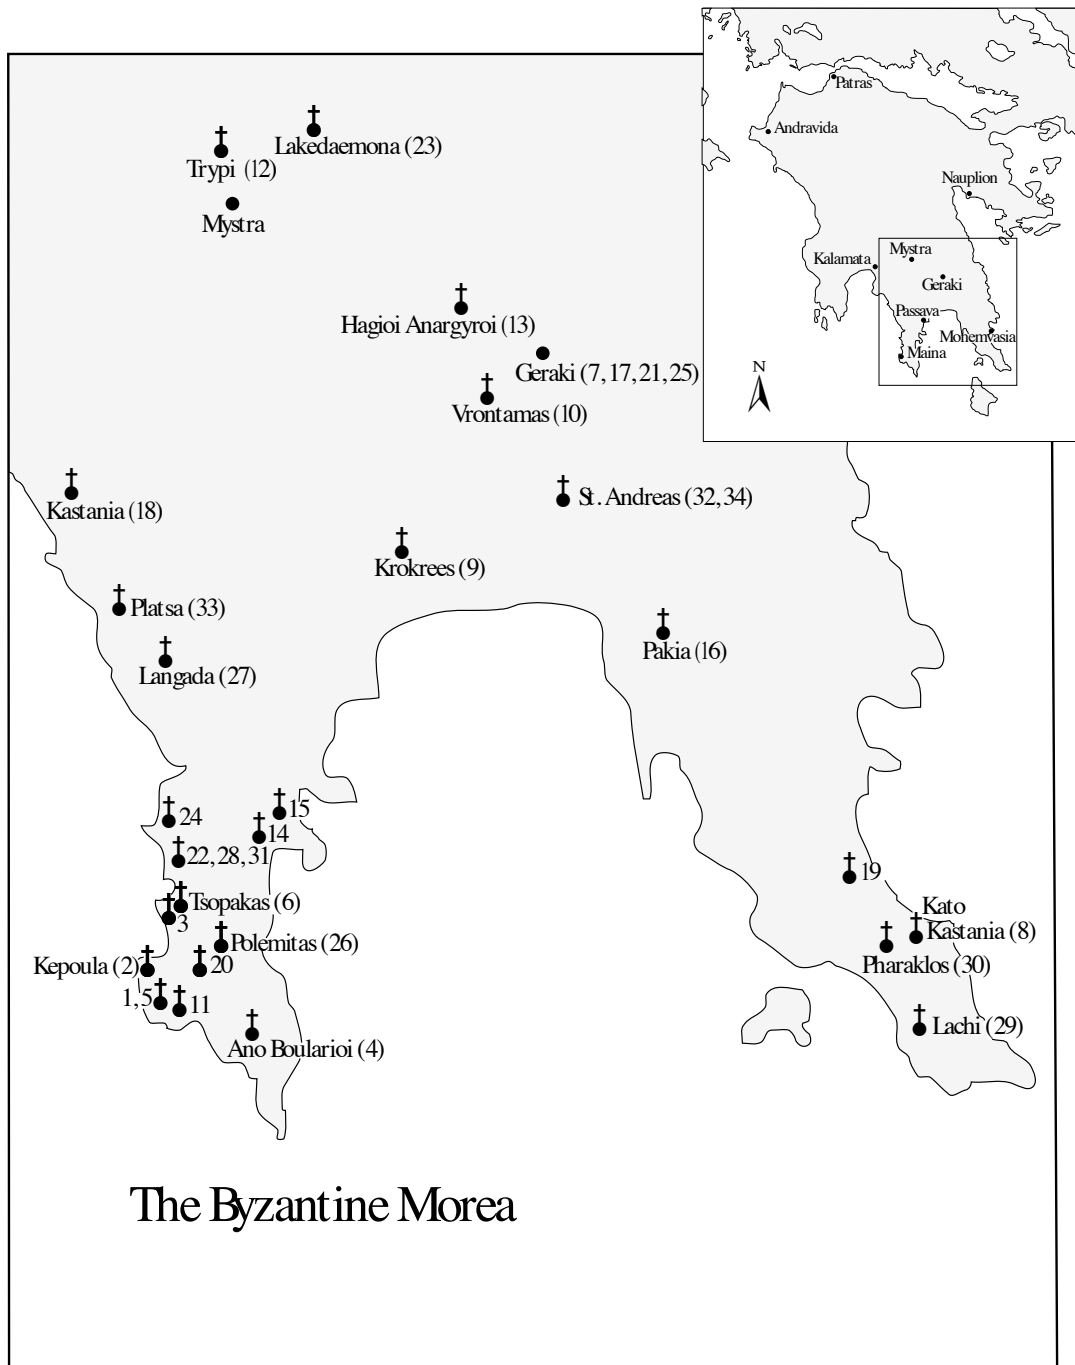 Patras
Andravida
Nauplion
Mystra
Kalamata
Geraki
Passava
Mohemvasia
Maina
N
Lakedaemona (23)
Trypi (12)
Mystra
Hagioi Anargyroi (13)
Geraki (7, 17, 21, 25)
Vrontamas (10)
Kastania (18)
St. Andreas (32, 34)
Krokrees (9)
Platsa (33)
Pakia (16)
Langada (27)
15
24
14
22, 28, 31
19
Tsopakas (6)
Kato
3
Kastania (8)
Polemitas (26)
Kepoula (2)
20
Pharaklos (30)
1, 5
11
Lachi (29)
Ano Boularioi (4)
The Byzantine Morea